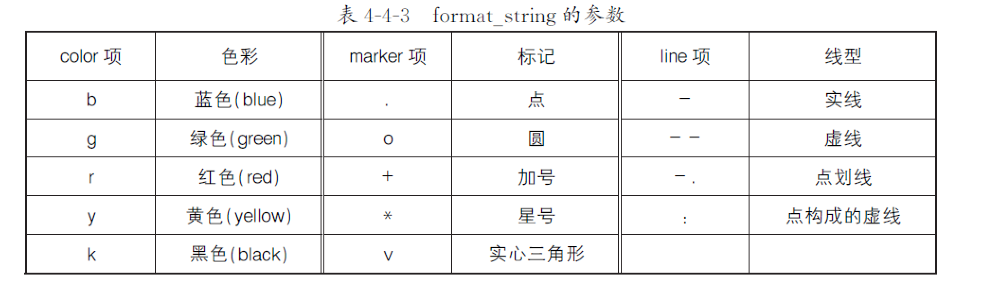 表 4-4-3 format_string 的参数
color 项 色彩 marker 项 标记 line 项 线型
b 蓝色(blue) . 点 - 实线
g 绿色(green) o 圆 -- 虚线
r 红色(red) + 加号 -. 点划线
y 黄色(yellow) * 星号 : 点构成的虚线
k 黑色(black) v 实心三角形